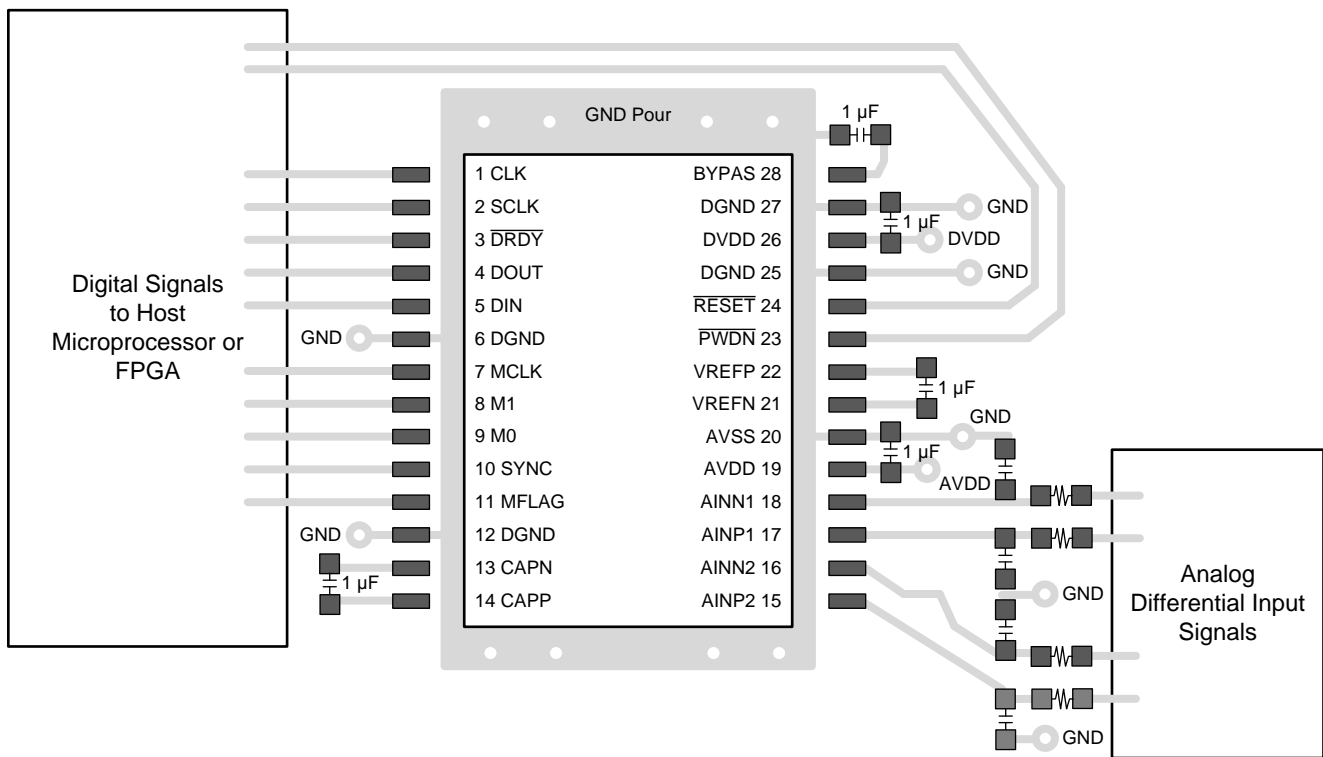 GND Pour
1 µF
1 CLK
BYPAS 28
2 SCLK
DGND 27
GND
1 µF
3 DRDY
DVDD 26
DVDD
4 DOUT
DGND 25
GND
Digital Signals
to Host
Microprocessor or
FPGA
5 DIN
RESET 24
GND
6 DGND
PWDN 23
7 MCLK
VREFP 22
1 µF
8 M1
VREFN 21
GND
9 M0
AVSS 20
1 µF
10 SYNC
AVDD 19
AVDD
11 MFLAG
AINN1 18
GND
12 DGND
AINP1 17
13 CAPN
AINN2 16
1 µF
14 CAPP
AINP2 15
GND
Analog
Differential Input
Signals
GND